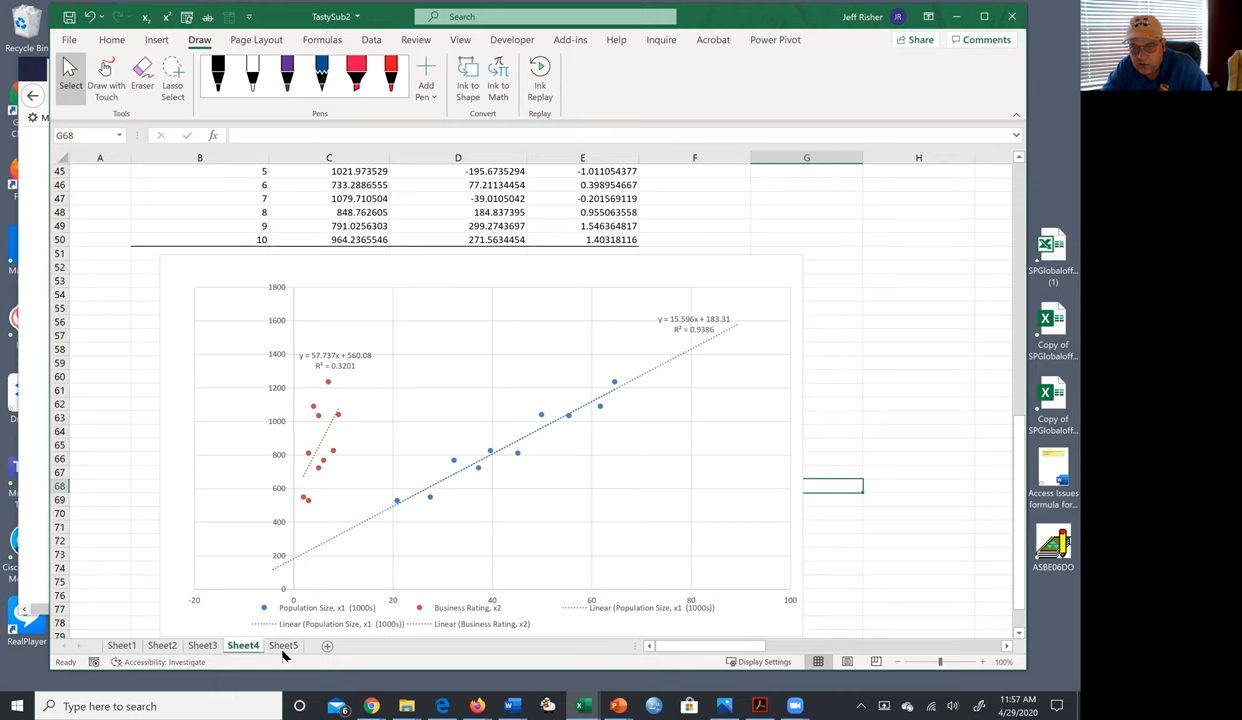 TastySub2
Search
Jeff Risher JR
File Home Insert Draw Page Layout Formulas Data Review View Developer Add-ins Help Inquire Acrobat Power Pivot Share Comments
Select
Draw with Touch
Eraser
Lasso Select
Add Pen
Ink to Shape
Ink to Math
Ink Replay
Tools
Pens
Convert
Replay
G68
fx
A B C D E F G H
45 5 1021.973529 -195.6735294 -1.011054377
46 6 733.2886555 77.21134454 0.398954667
47 7 1079.710504 -39.0105042 -0.201569119
48 8 848.762605 184.837395 0.955063558
49 9 791.0256303 299.2743697 1.546364817
50 10 964.2365546 271.5634454 1.40318116
51
52
53
54
55
56
57
58
59
60
61
62
63
64
65
66
67
68
69
70
71
72
73
74
75
76
77
78
79
1800
1600
1400
1200
1000
800
600
400
200
0
-20 0 20 40 60 80 100
y = 57.737x + 560.08
R² = 0.3201
y = 15.596x + 183.31
R² = 0.9386
Population Size, x1 (1000s) Business Rating, x2 Linear (Population Size, x1 (1000s))
Linear (Population Size, x1 (1000s)) Linear (Business Rating, x2)
Sheet1 Sheet2 Sheet3 Sheet4 Sheet5
Ready Accessibility: Investigate Display Settings 100%
Recycle Bin
RealPlayer
SPGlobaloff...
(1)
Copy of
SPGlobaloff...
Copy of
SPGlobaloff...
Access Issues
formula for...
ASBE06DO
Type here to search
6
11:57 AM
4/29/2020